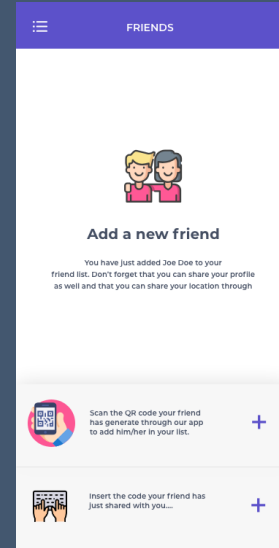 FRIENDS
Add a new friend
You have just added Joe Doe to your
friend list. Don't forget that you can share your profile
as well and that you can share your location through
Scan the QR code your friend
has generate through our app
to add him/her in your list.
Insert the code your friend has
just shared with you....